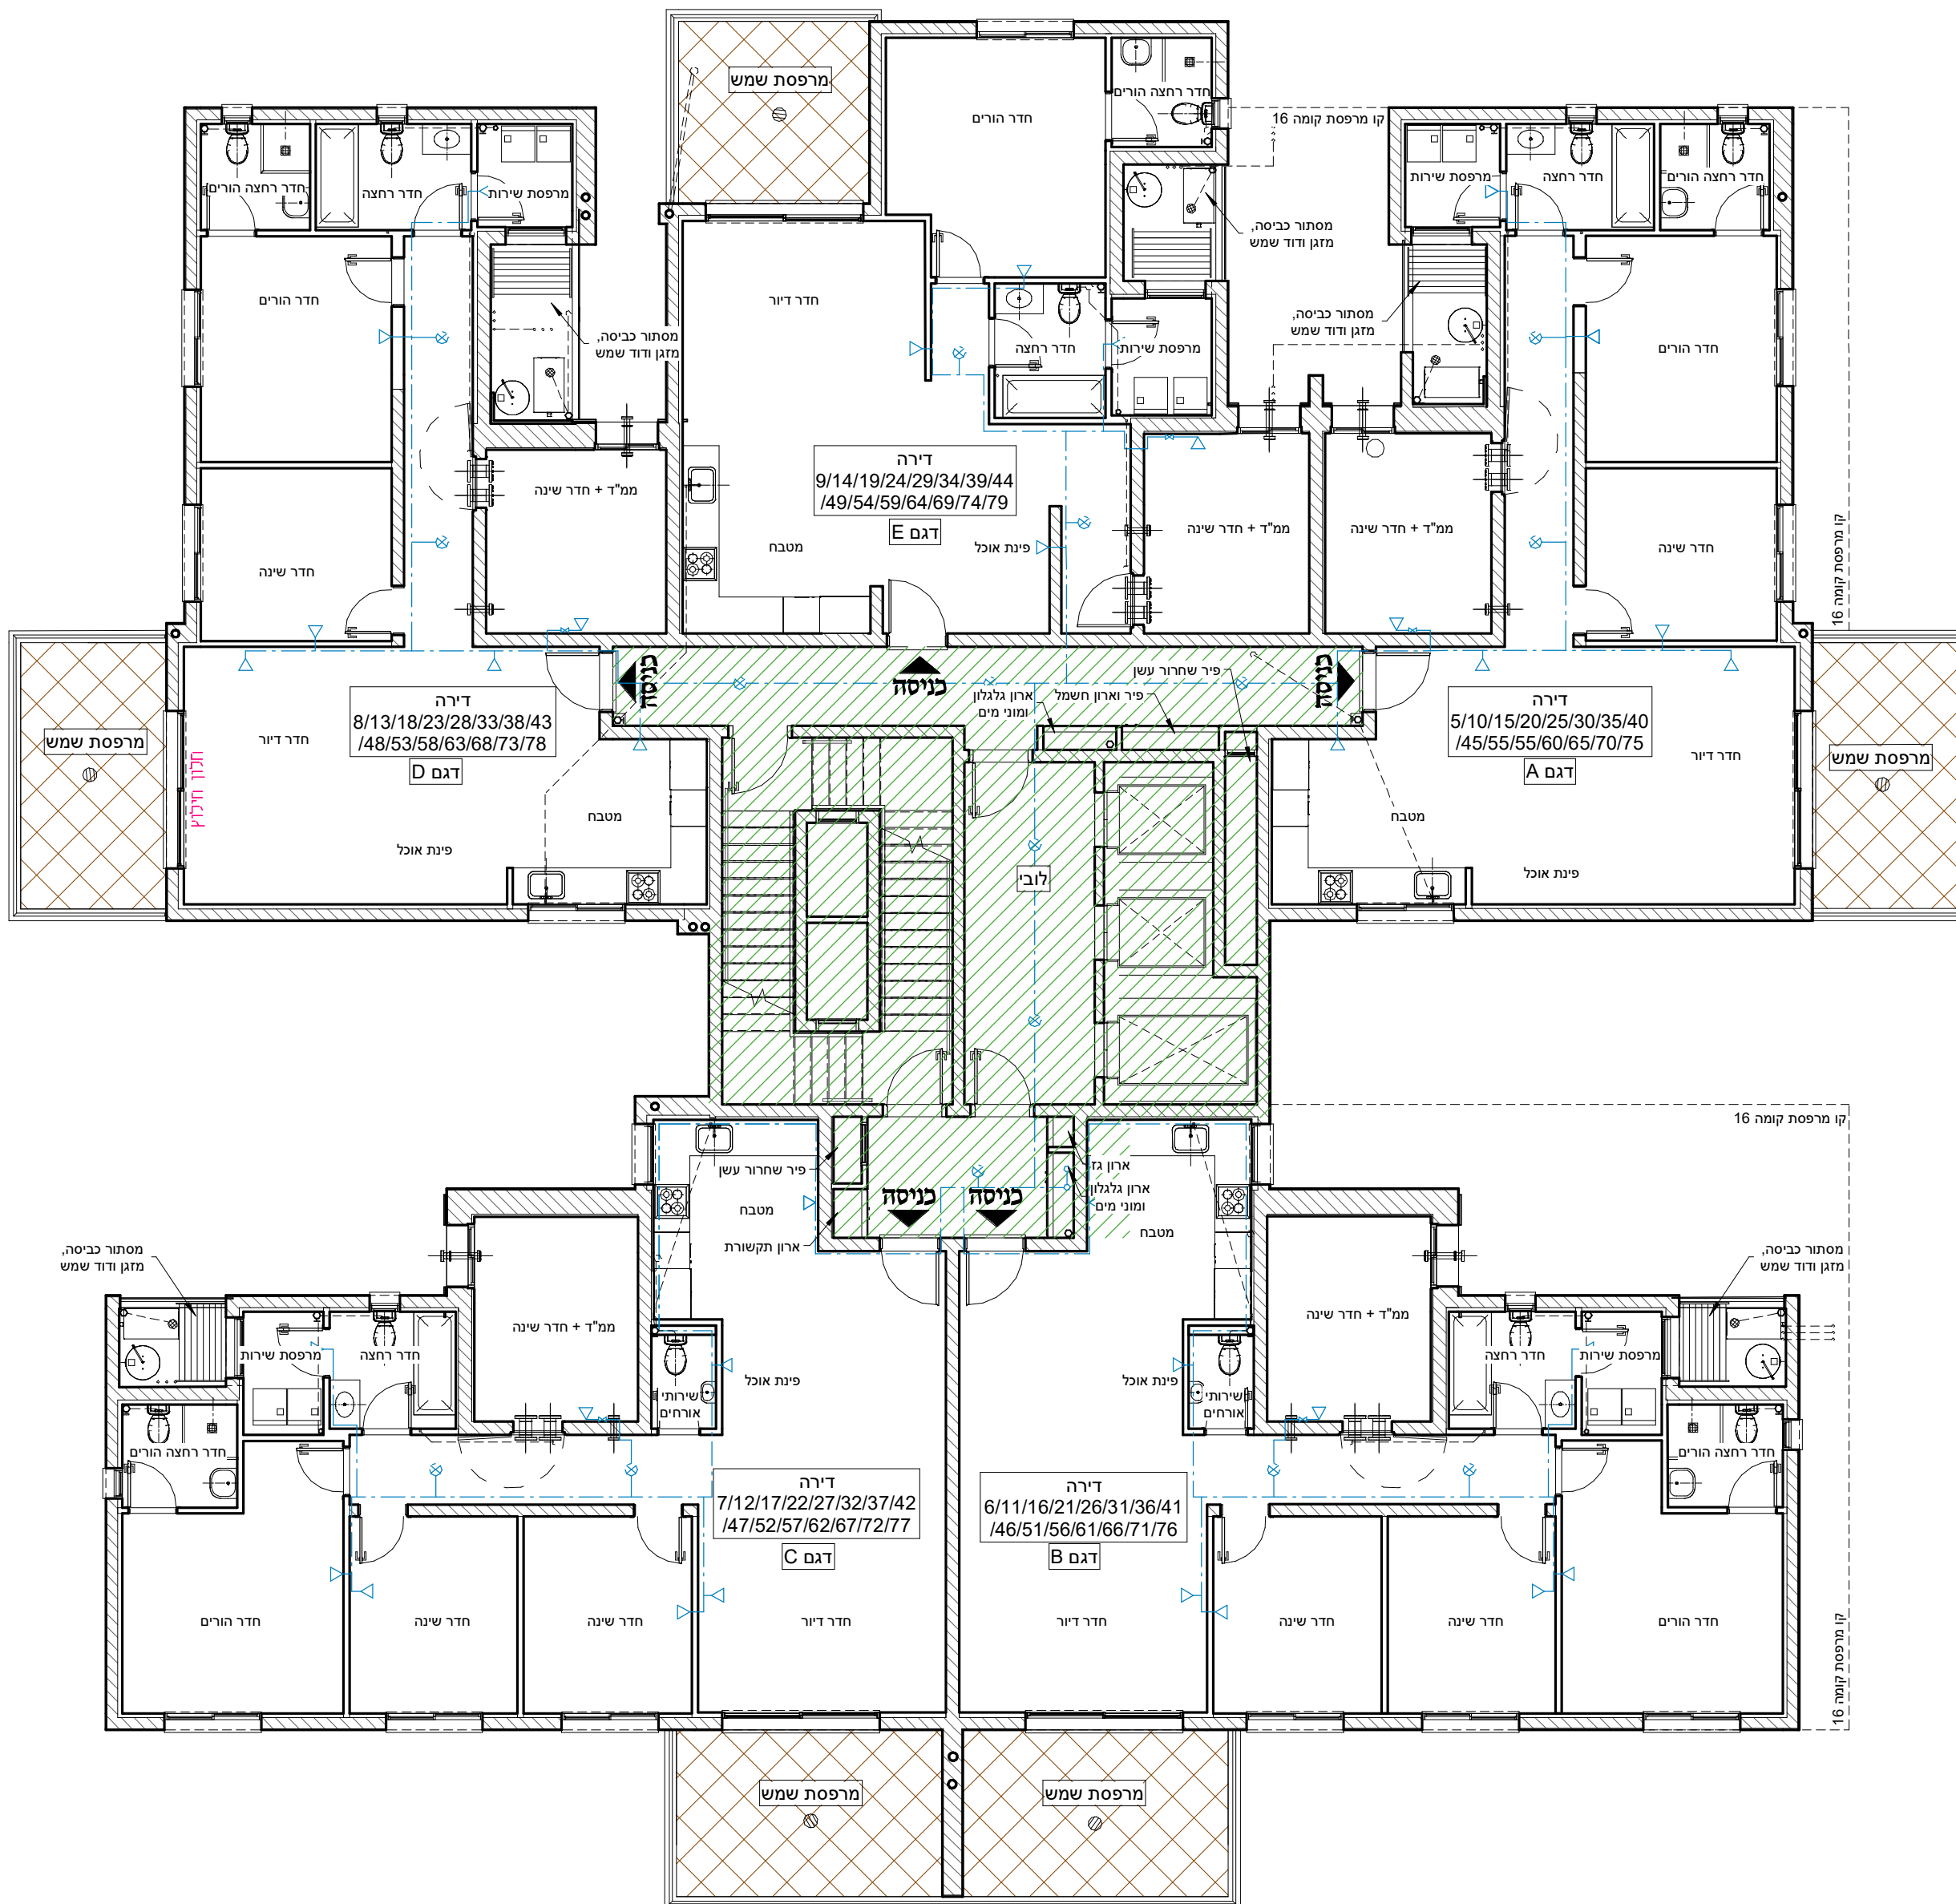 מרפסת שמש
חדר הורים
חדר רחצה הורים
קו מרפסת קומה 16
חדר רחצה הורים
חדר רחצה
מרפסת שירות
מסתור כביסה,
מזגן ודוד שמש
מרפסת שירות
חדר רחצה
חדר רחצה הורים
חדר הורים
מסתור כביסה,
מזגן ודוד שמש
חדר דיור
חדר רחצה
מרפסת שירות
מסתור כביסה,
מזגן ודוד שמש
חדר הורים
דירה
9/14/19/24/29/34/39/44
/49/54/59/64/69/74/79
דגם E
ממ"ד + חדר שינה
חדר שינה
מטבח
פינת אוכל
ממ"ד + חדר שינה
ממ"ד + חדר שינה
חדר שינה
קו מרפסת קומה 16
כניסה
כניסה
כניסה
פיר שחרור עשן
ארון גלגלון
ומוני מים
פיר וארון חשמל
דירה
8/13/18/23/28/33/38/43
/48/53/58/63/68/73/78
דגם D
חדר דיור
מרפסת שמש
חלון חילוץ
מטבח
פינת אוכל
לובי
דירה
5/10/15/20/25/30/35/40
/45/55/55/60/65/70/75
דגם A
חדר דיור
מרפסת שמש
מטבח
פינת אוכל
קו מרפסת קומה 16
פיר שחרור עשן
ארון גז
ארון גלגלון
ומוני מים
כניסה
כניסה
מטבח
מטבח
ארון תקשורת
מסתור כביסה,
מזגן ודוד שמש
מסתור כביסה,
מזגן ודוד שמש
ממ"ד + חדר שינה
ממ"ד + חדר שינה
מרפסת שירות
חדר רחצה
פינת אוכל
פינת אוכל
חדר רחצה
מרפסת שירות
שירותי
אורחים
שירותי
אורחים
חדר רחצה הורים
חדר רחצה הורים
דירה
7/12/17/22/27/32/37/42
/47/52/57/62/67/72/77
דגם C
דירה
6/11/16/21/26/31/36/41
/46/51/56/61/66/71/76
דגם B
חדר הורים
חדר שינה
חדר שינה
חדר דיור
חדר דיור
חדר שינה
חדר שינה
חדר הורים
קו מרפסת קומה 16
מרפסת שמש
מרפסת שמש